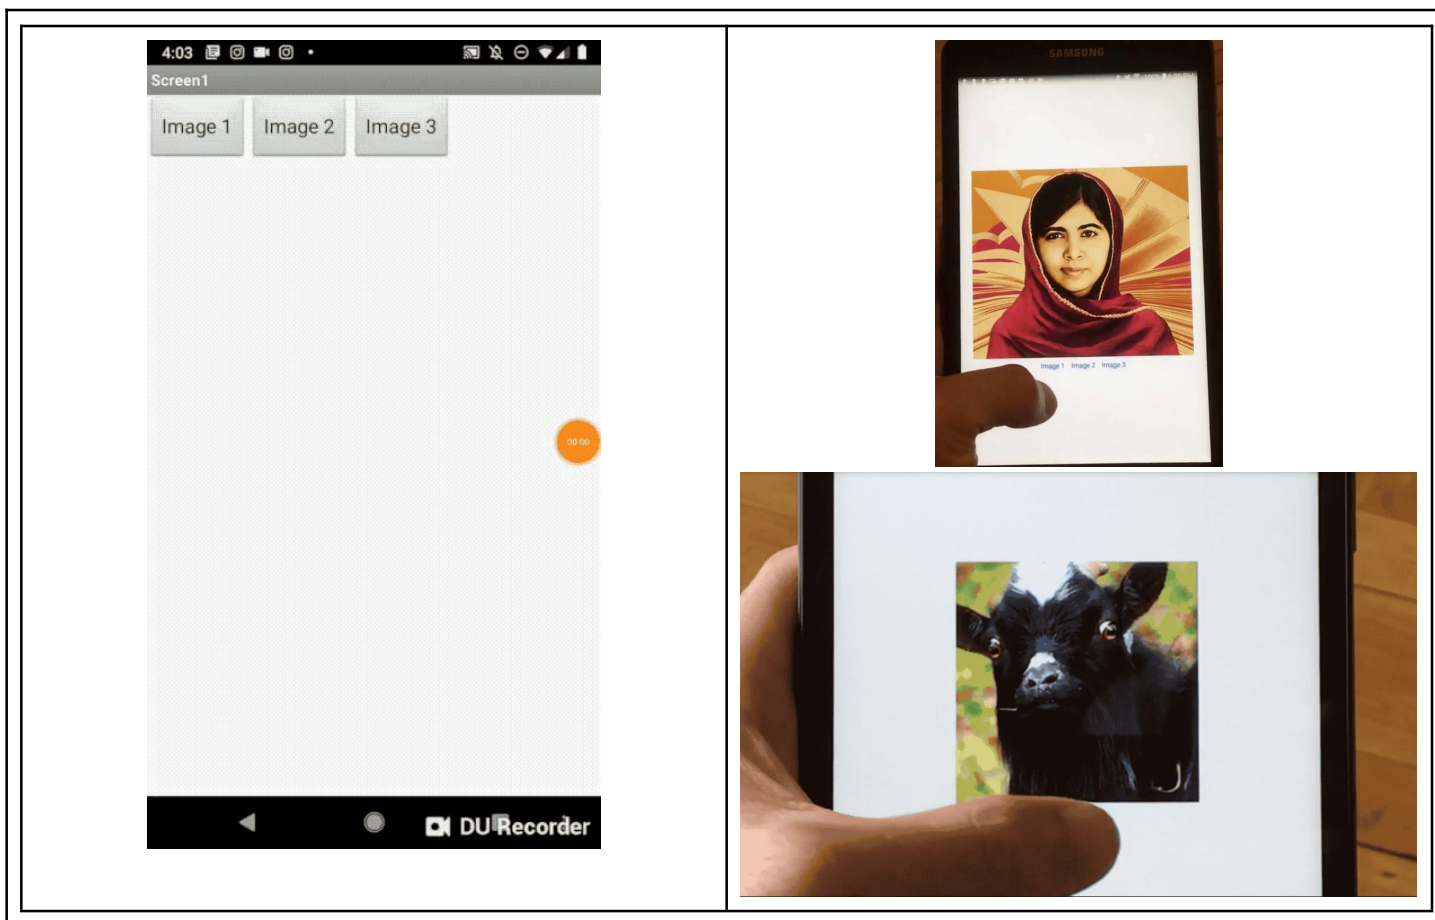 4:03
Screen1
Image 1 Image 2 Image 3
00:00
DU Recorder
SAMSUNG
Image 1 Image 2 Image 3